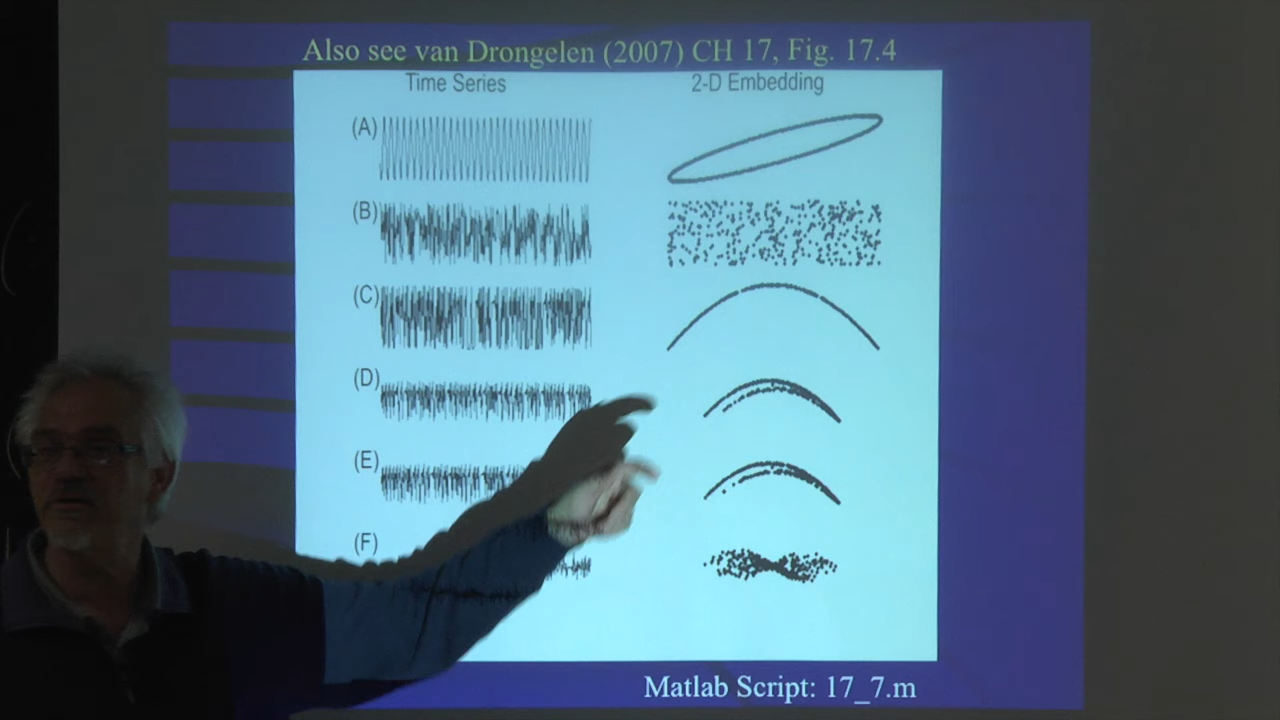 Also see van Drongelen (2007) CH 17, Fig. 17.4
Time Series 2-D Embedding
(A)
(B)
(C)
(D)
(E)
(F)
Matlab Script: 17_7.m